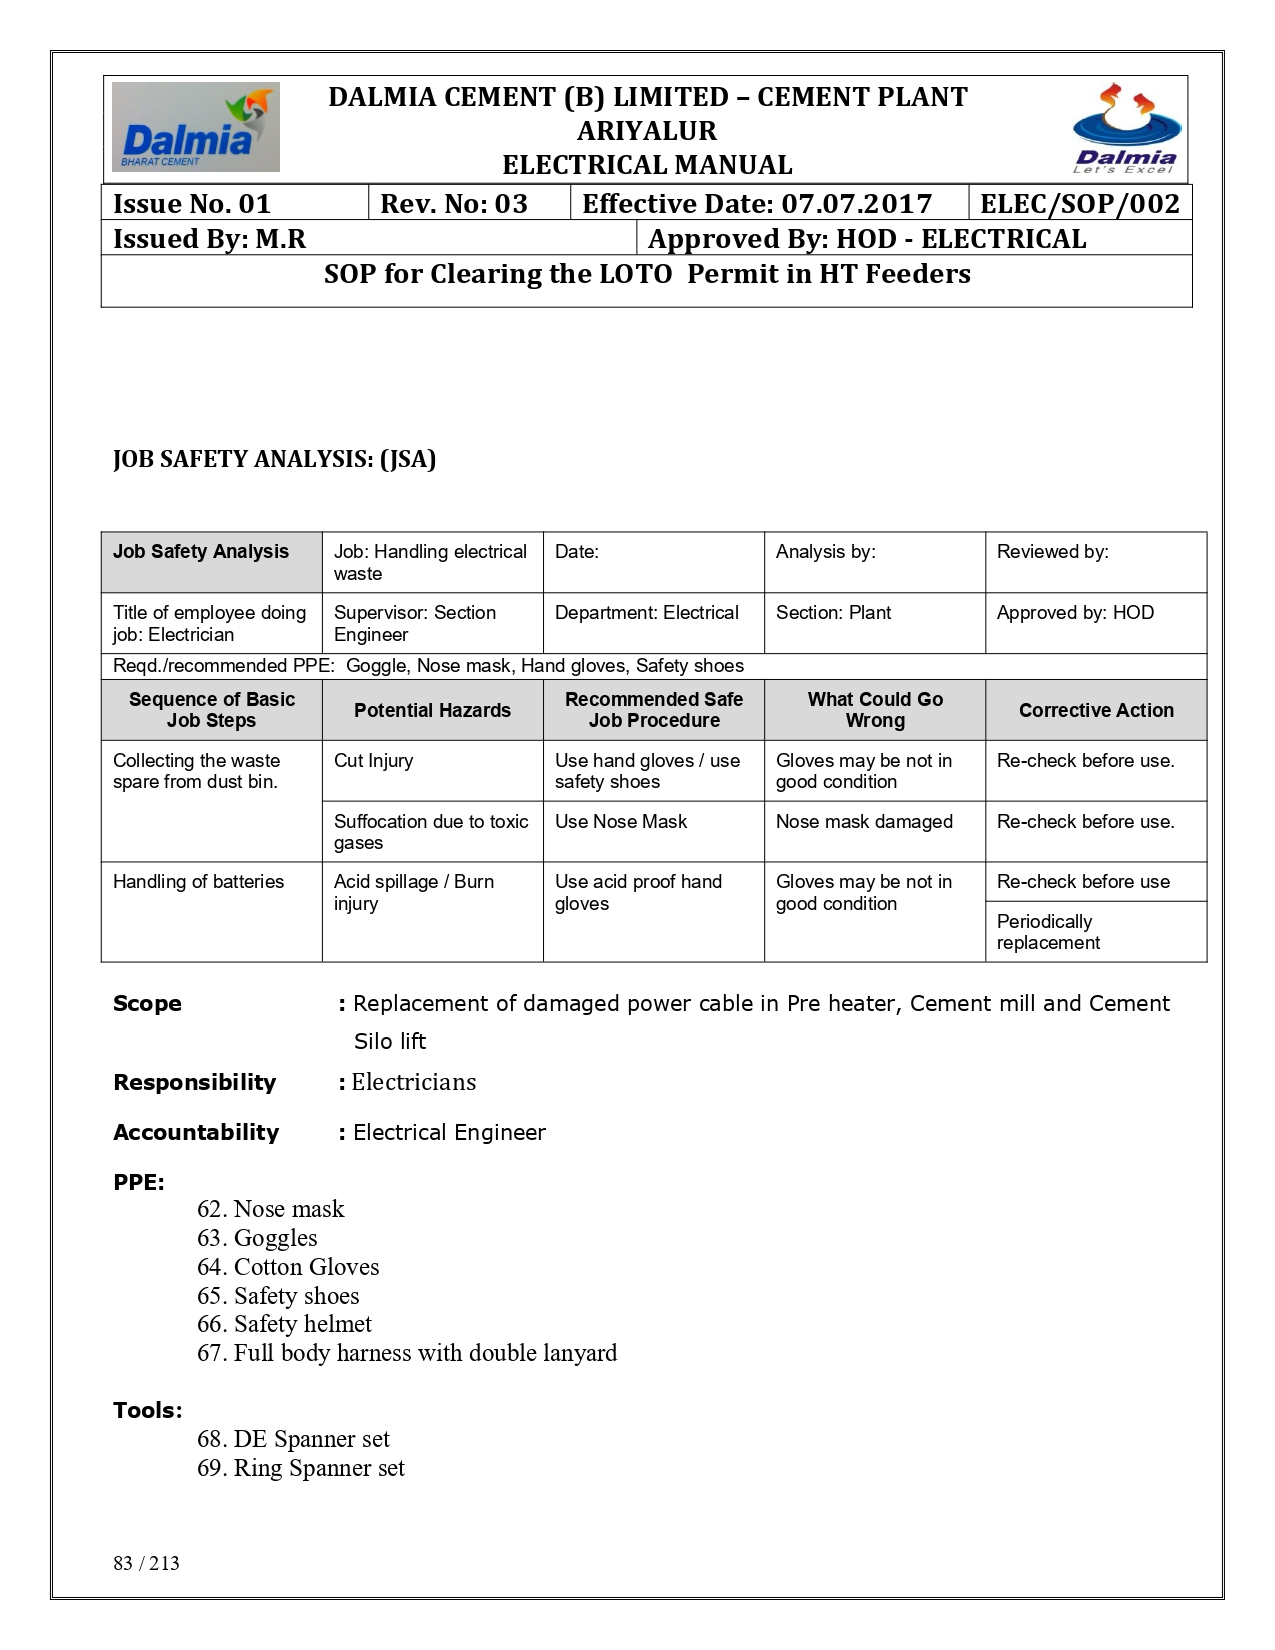 Dalmia
BHARAT CEMENT
DALMIA CEMENT (B) LIMITED – CEMENT PLANT
ARIYALUR
ELECTRICAL MANUAL
Dalmia
Let's Excel
Issue No. 01 Rev. No: 03 Effective Date: 07.07.2017 ELEC/SOP/002
Issued By: M.R Approved By: HOD - ELECTRICAL
SOP for Clearing the LOTO  Permit in HT Feeders
JOB SAFETY ANALYSIS: (JSA)
Job Safety Analysis
Job: Handling electrical
waste
Date:
Analysis by:
Reviewed by:
Title of employee doing
job: Electrician
Supervisor: Section
Engineer
Department: Electrical
Section: Plant
Approved by: HOD
Reqd./recommended PPE:  Goggle, Nose mask, Hand gloves, Safety shoes
Sequence of Basic
Job Steps
Potential Hazards
Recommended Safe
Job Procedure
What Could Go
Wrong
Corrective Action
Collecting the waste
spare from dust bin.
Cut Injury
Use hand gloves / use
safety shoes
Gloves may be not in
good condition
Re-check before use.
Suffocation due to toxic
gases
Use Nose Mask
Nose mask damaged
Re-check before use.
Handling of batteries
Acid spillage / Burn
injury
Use acid proof hand
gloves
Gloves may be not in
good condition
Re-check before use
Periodically
replacement
Scope : Replacement of damaged power cable in Pre heater, Cement mill and Cement
Silo lift
Responsibility : Electricians
Accountability : Electrical Engineer
PPE:
62. Nose mask
63. Goggles
64. Cotton Gloves
65. Safety shoes
66. Safety helmet
67. Full body harness with double lanyard
Tools:
68. DE Spanner set
69. Ring Spanner set
83 / 213